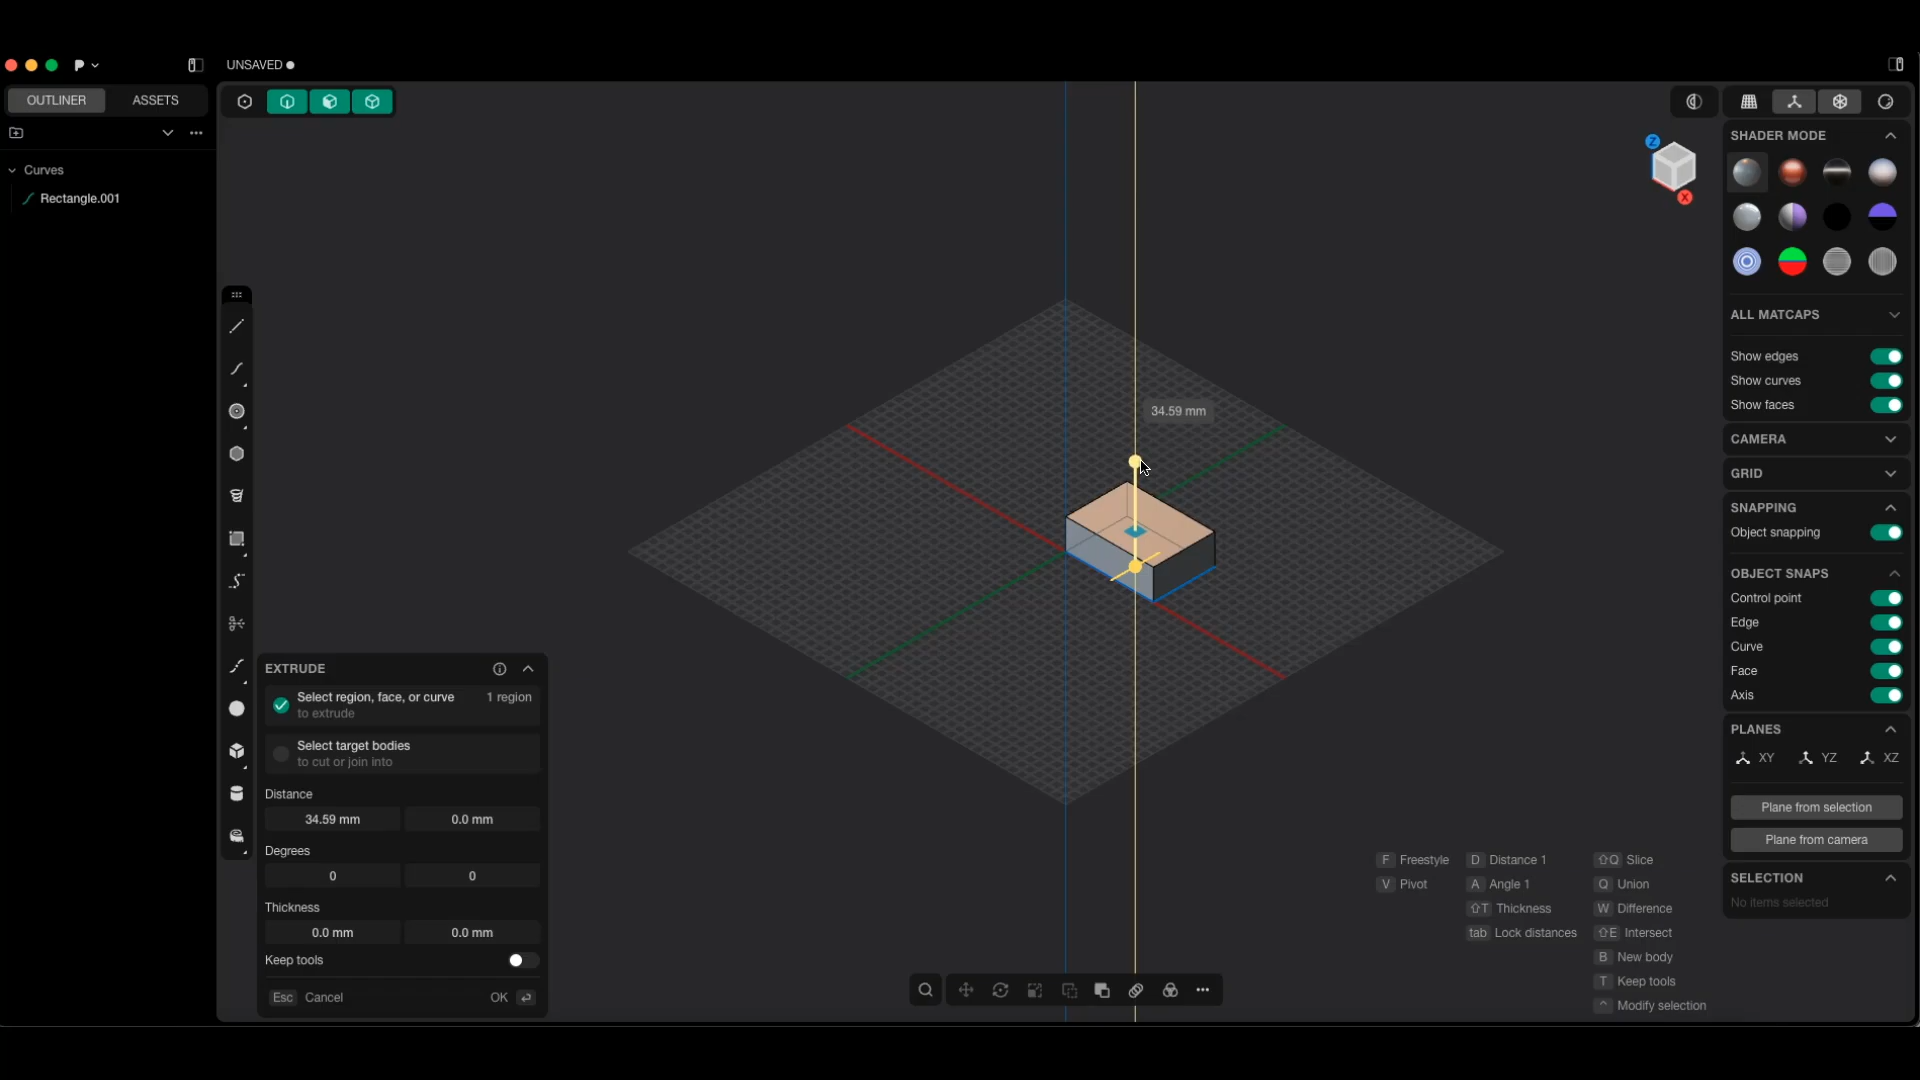 UNSAVED
OUTLINER
ASSETS
Curves
Rectangle.001
Z
X
34.59 mm
EXTRUDE
Select region, face, or curve
1 region
to extrude
Select target bodies
to cut or join into
Distance
34.59 mm
0.0 mm
Degrees
0
0
Thickness
0.0 mm
0.0 mm
Keep tools
Esc Cancel
OK
F Freestyle
V Pivot
D Distance 1
A Angle 1
⇧T Thickness
tab Lock distances
⇧Q Slice
Q Union
W Difference
⇧E Intersect
B New body
T Keep tools
^ Modify selection
SHADER MODE
ALL MATCAPS
Show edges
Show curves
Show faces
CAMERA
GRID
SNAPPING
Object snapping
OBJECT SNAPS
Control point
Edge
Curve
Face
Axis
PLANES
XY
YZ
XZ
Plane from selection
Plane from camera
SELECTION
No items selected